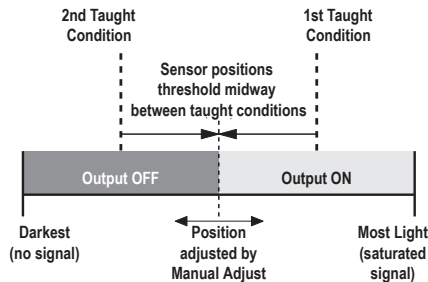 2nd Taught
Condition
1st Taught
Condition
Sensor positions
threshold midway
between taught conditions
Output OFF
Output ON
Darkest
(no signal)
Position
adjusted by
Manual Adjust
Most Light
(saturated
signal)